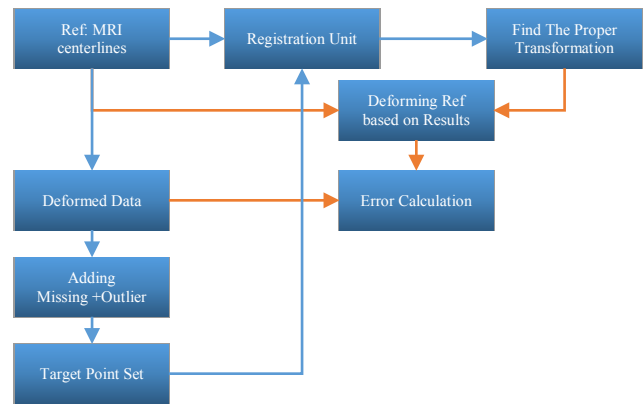 Ref: MRI
centerlines
Registration Unit
Find The Proper
Transformation
Deforming Ref
based on Results
Deformed Data
Error Calculation
Adding
Missing +Outlier
Target Point Set